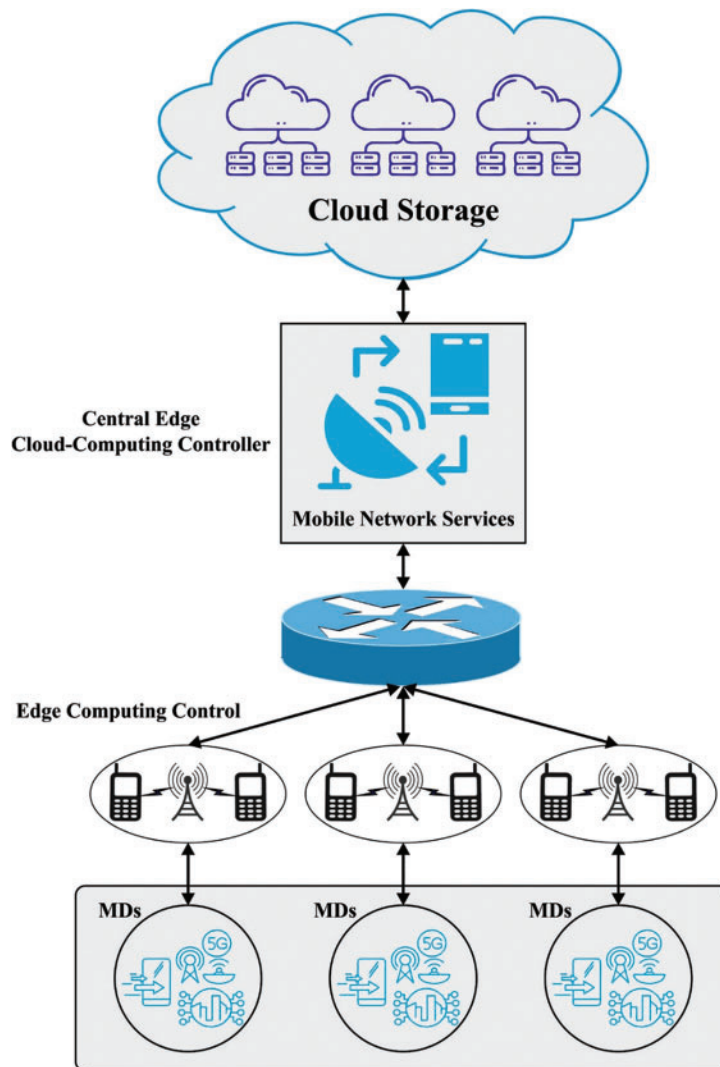 Cloud Storage
Central Edge
Cloud-Computing Controller
Mobile Network Services
Edge Computing Control
MDs
MDs
MDs
5G
5G
5G